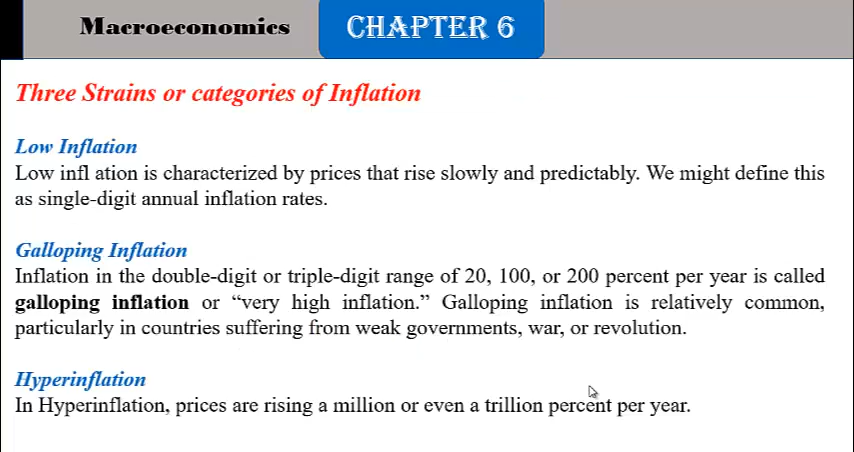 Macroeconomics
CHAPTER 6
Three Strains or categories of Inflation
Low Inflation
Low infl ation is characterized by prices that rise slowly and predictably. We might define this
as single-digit annual inflation rates.
Galloping Inflation
Inflation in the double-digit or triple-digit range of 20, 100, or 200 percent per year is called
galloping inflation or “very high inflation.” Galloping inflation is relatively common,
particularly in countries suffering from weak governments, war, or revolution.
Hyperinflation
In Hyperinflation, prices are rising a million or even a trillion percent per year.